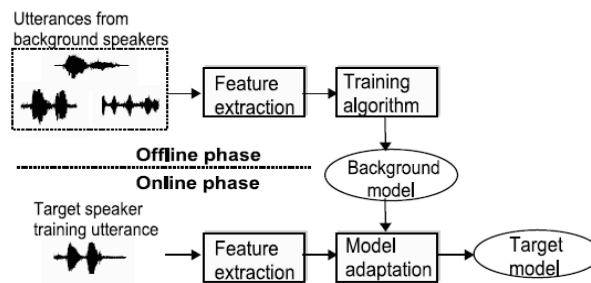 Utterances from
background speakers
Feature
extraction
Training
algorithm
Offline phase
Online phase
Background
model
Target speaker
training utterance
Feature
extraction
Model
adaptation
Target
model